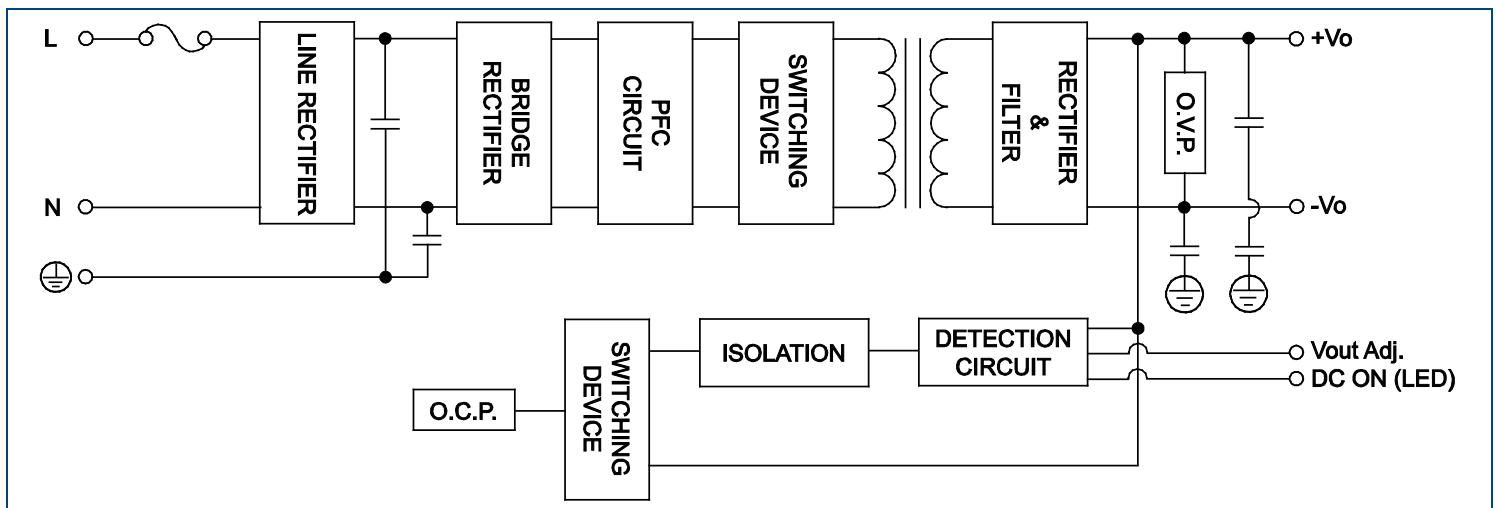 L
N
LINE RECTIFIER
BRIDGE
RECTIFIER
PFC
CIRCUIT
SWITCHING
DEVICE
RECTIFIER
&
FILTER
O.V.P.
+Vo
-Vo
O.C.P.
SWITCHING
DEVICE
ISOLATION
DETECTION
CIRCUIT
Vout Adj.
DC ON (LED)